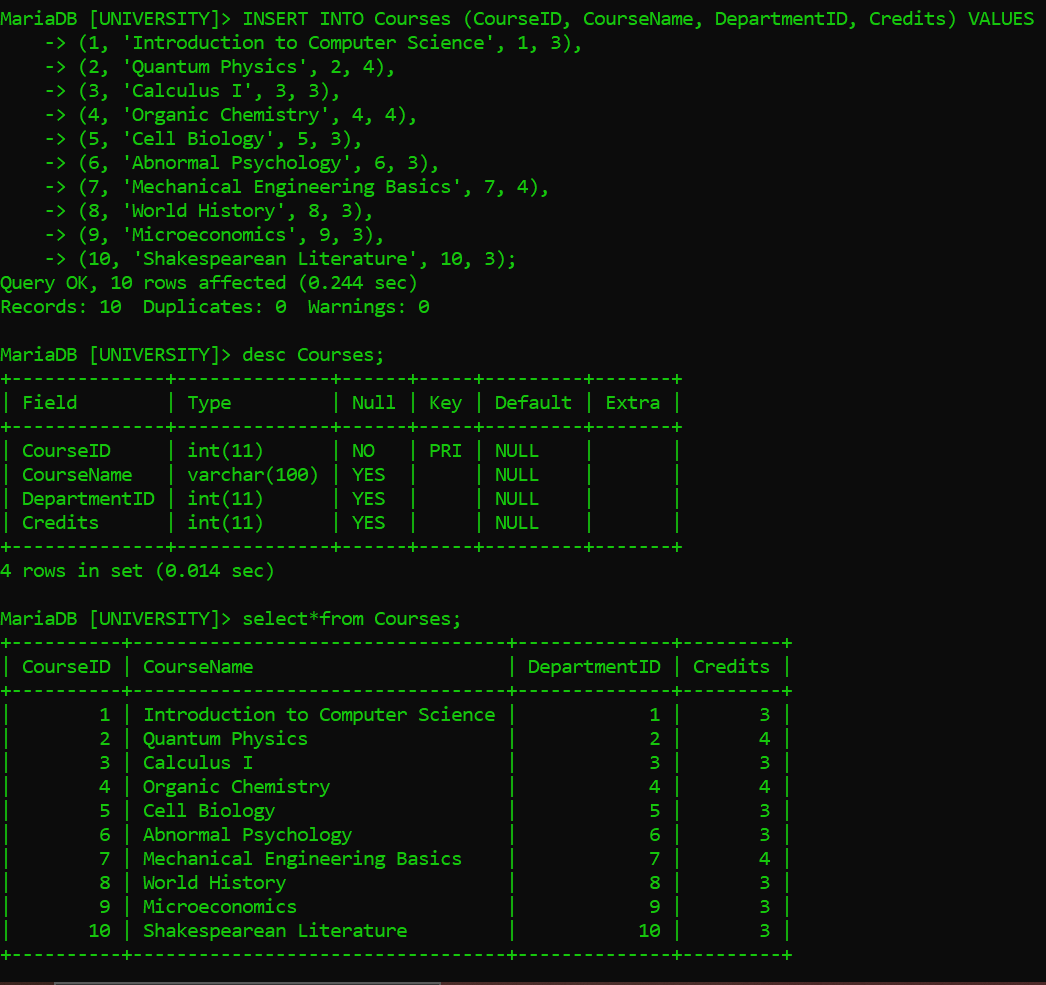 MariaDB [UNIVERSITY]> INSERT INTO Courses (CourseID, CourseName, DepartmentID, Credits) VALUES
    -> (1, 'Introduction to Computer Science', 1, 3),
    -> (2, 'Quantum Physics', 2, 4),
    -> (3, 'Calculus I', 3, 3),
    -> (4, 'Organic Chemistry', 4, 4),
    -> (5, 'Cell Biology', 5, 3),
    -> (6, 'Abnormal Psychology', 6, 3),
    -> (7, 'Mechanical Engineering Basics', 7, 4),
    -> (8, 'World History', 8, 3),
    -> (9, 'Microeconomics', 9, 3),
    -> (10, 'Shakespearean Literature', 10, 3);
Query OK, 10 rows affected (0.244 sec)
Records: 10  Duplicates: 0  Warnings: 0

MariaDB [UNIVERSITY]> desc Courses;
+--------------+--------------+------+-----+---------+-------+
| Field        | Type         | Null | Key | Default | Extra |
+--------------+--------------+------+-----+---------+-------+
| CourseID     | int(11)      | NO   | PRI | NULL    |       |
| CourseName   | varchar(100) | YES  |     | NULL    |       |
| DepartmentID | int(11)      | YES  |     | NULL    |       |
| Credits      | int(11)      | YES  |     | NULL    |       |
+--------------+--------------+------+-----+---------+-------+
4 rows in set (0.014 sec)

MariaDB [UNIVERSITY]> select*from Courses;
+----------+----------------------------------+--------------+---------+
| CourseID | CourseName                       | DepartmentID | Credits |
+----------+----------------------------------+--------------+---------+
|        1 | Introduction to Computer Science |            1 |       3 |
|        2 | Quantum Physics                  |            2 |       4 |
|        3 | Calculus I                       |            3 |       3 |
|        4 | Organic Chemistry                |            4 |       4 |
|        5 | Cell Biology                     |            5 |       3 |
|        6 | Abnormal Psychology              |            6 |       3 |
|        7 | Mechanical Engineering Basics    |            7 |       4 |
|        8 | World History                    |            8 |       3 |
|        9 | Microeconomics                   |            9 |       3 |
|       10 | Shakespearean Literature         |           10 |       3 |
+----------+----------------------------------+--------------+---------+